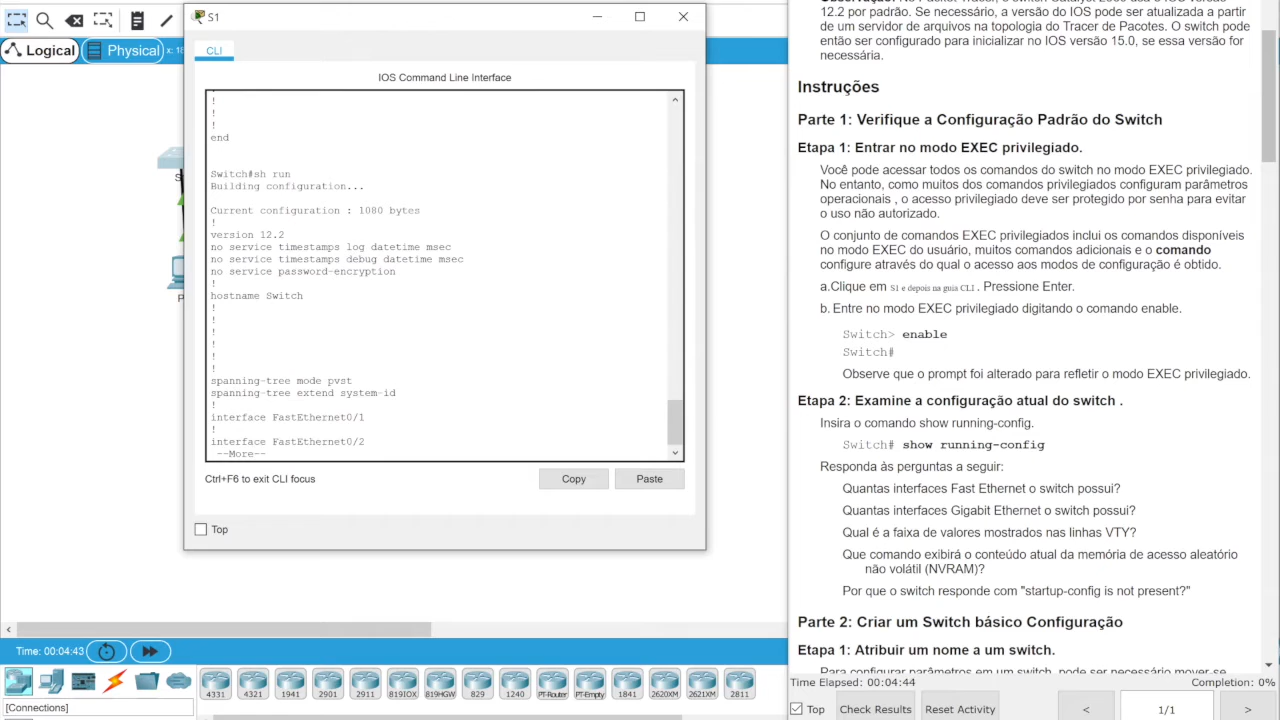 S1
CLI
IOS Command Line Interface
!
!
!
end
Switch#sh run
Building configuration...
Current configuration : 1080 bytes
!
version 12.2
no service timestamps log datetime msec
no service timestamps debug datetime msec
no service password-encryption
!
hostname Switch
!
!
!
!
!
!
spanning-tree mode pvst
spanning-tree extend system-id
!
interface FastEthernet0/1
!
interface FastEthernet0/2
--More--
Ctrl+F6 to exit CLI focus
Copy
Paste
Top
Logical
Physical
Time: 00:04:43
4331
4321
1941
2901
2911
819IOX
819HGW
829
1240
PT-Router
PT-Empty
1841
2620XM
2621XM
2811
[Connections]
12.2 por padrão. Se necessário, a versão do IOS pode ser atualizada a partir
de um servidor de arquivos na topologia do Tracer de Pacotes. O switch pode
então ser configurado para inicializar no IOS versão 15.0, se essa versão for
necessária.
Instruções
Parte 1: Verifique a Configuração Padrão do Switch
Etapa 1: Entrar no modo EXEC privilegiado.
Você pode acessar todos os comandos do switch no modo EXEC privilegiado.
No entanto, como muitos dos comandos privilegiados configuram parâmetros
operacionais , o acesso privilegiado deve ser protegido por senha para evitar
o uso não autorizado.
O conjunto de comandos EXEC privilegiados inclui os comandos disponíveis
no modo EXEC do usuário, muitos comandos adicionais e o comando
configure através do qual o acesso aos modos de configuração é obtido.
a.Clique em S1 e depois na guia CLI . Pressione Enter.
b. Entre no modo EXEC privilegiado digitando o comando enable.
Switch> enable
Switch#
Observe que o prompt foi alterado para refletir o modo EXEC privilegiado.
Etapa 2: Examine a configuração atual do switch .
Insira o comando show running-config.
Switch# show running-config
Responda às perguntas a seguir:
Quantas interfaces Fast Ethernet o switch possui?
Quantas interfaces Gigabit Ethernet o switch possui?
Qual é a faixa de valores mostrados nas linhas VTY?
Que comando exibirá o conteúdo atual da memória de acesso aleatório
não volátil (NVRAM)?
Por que o switch responde com "startup-config is not present?"
Parte 2: Criar um Switch básico Configuração
Etapa 1: Atribuir um nome a um switch.
Para configurar parâmetros em um switch, pode ser necessário mover-se
Time Elapsed: 00:04:44
Completion: 0%
Top
Check Results
Reset Activity
<
1/1
>